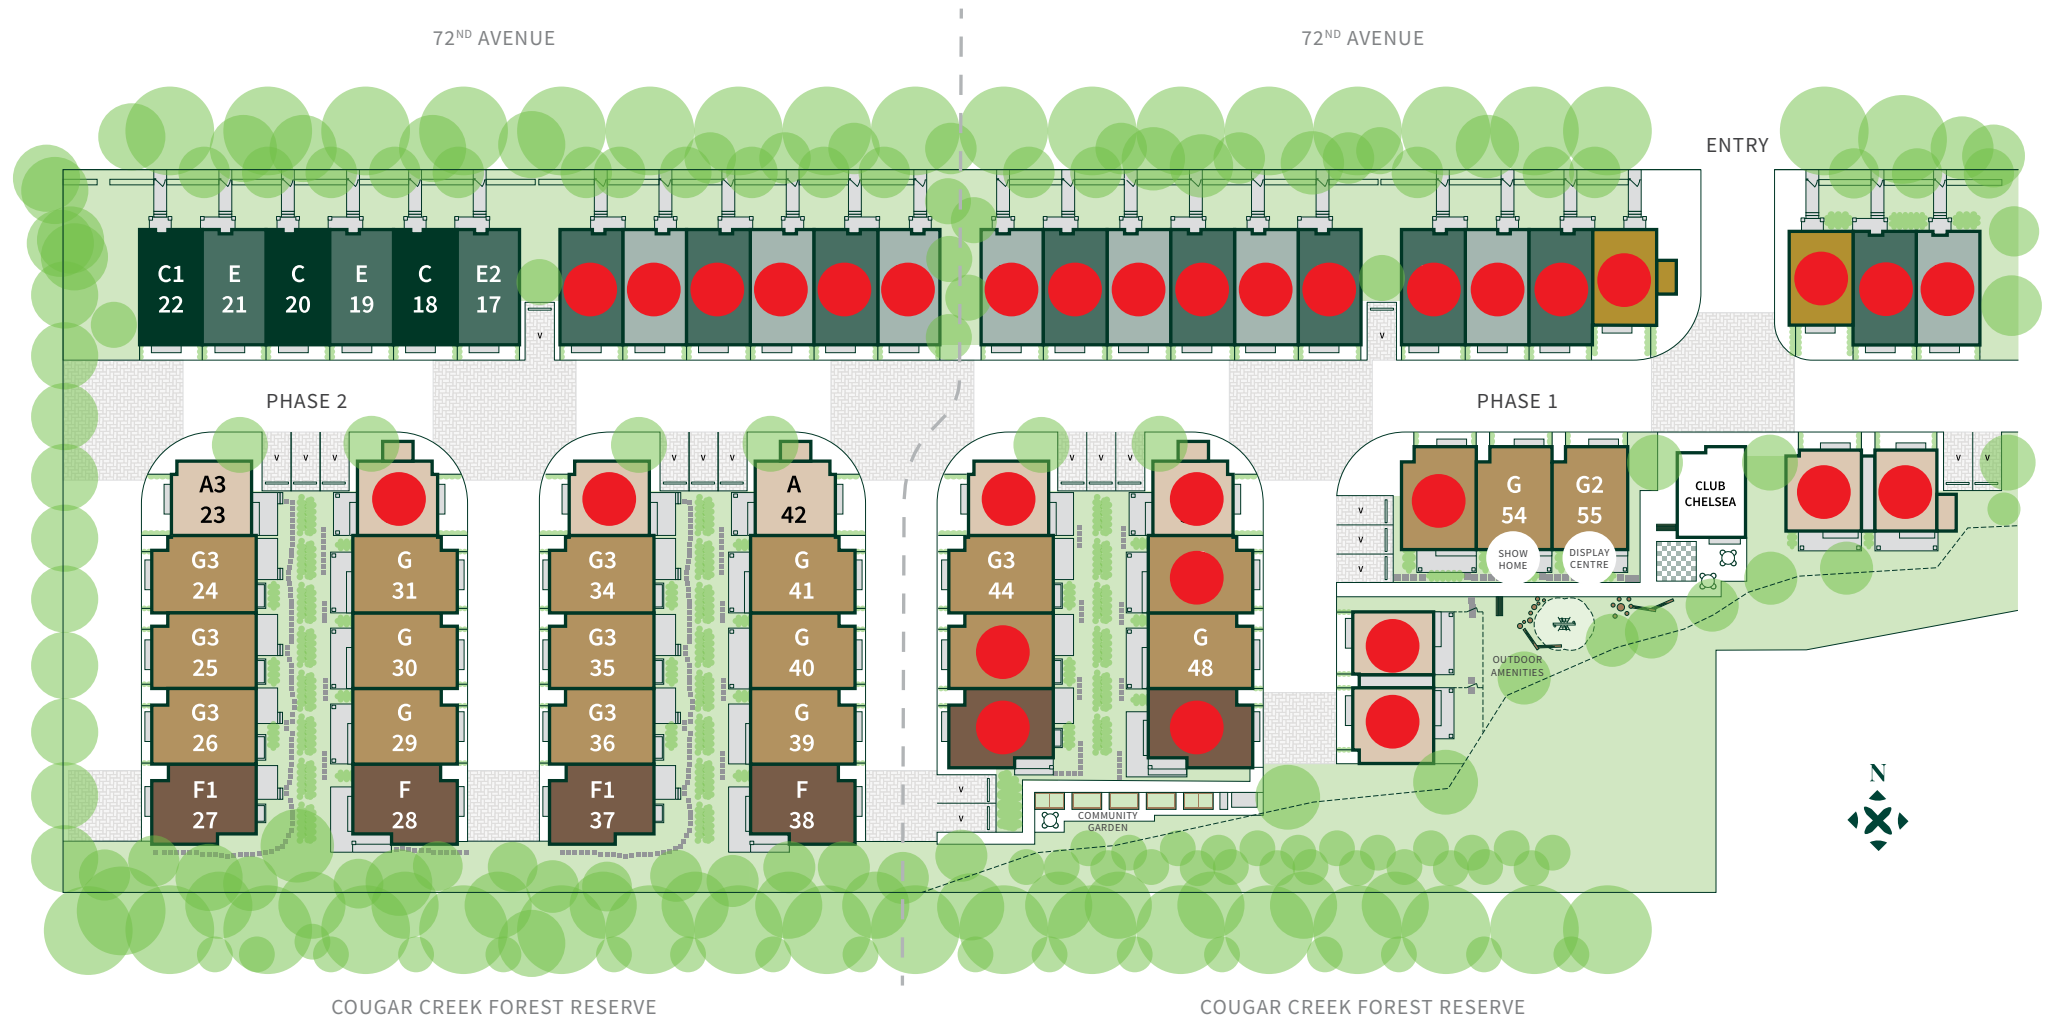 72ND AVENUE
72ND AVENUE
ENTRY
C1
22
E
21
C
20
E
19
C
18
E2
17
V
V
PHASE 2
PHASE 1
V V V
V V V
V V V
V V
A3
23
A
42
G
54
G2
55
CLUB
CHELSEA
SHOW
HOME
DISPLAY
CENTRE
V
V
V
G3
24
G
31
G3
34
G
41
G3
44
G3
25
G
30
G3
35
G
40
G
48
OUTDOOR
AMENITIES
G3
26
G
29
G3
36
G
39
F1
27
F
28
F1
37
F
38
V
V
COMMUNITY
GARDEN
N
COUGAR CREEK FOREST RESERVE
COUGAR CREEK FOREST RESERVE